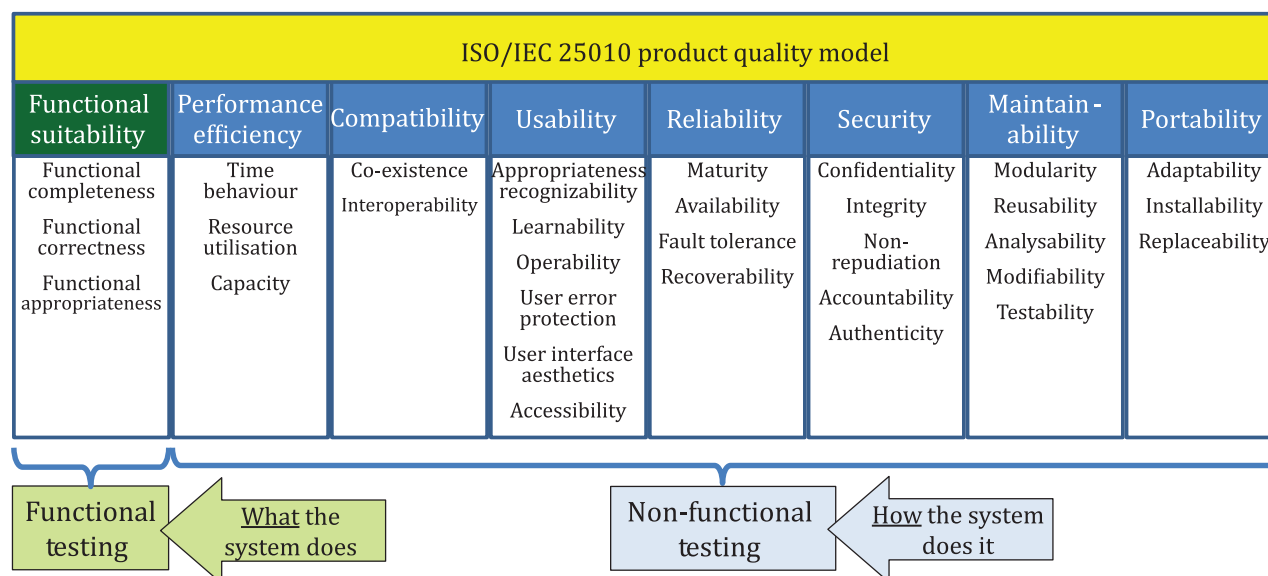 ISO/IEC 25010 product quality model
Functional
suitability
Performance
efficiency
Compatibility
Usability
Reliability
Security
Maintain-
ability
Portability
Functional
completeness
Functional
correctness
Functional
appropriateness
Time
behaviour
Resource
utilisation
Capacity
Co-existence
Interoperability
Appropriateness
recognizability
Learnability
Operability
User error
protection
User interface
aesthetics
Accessibility
Maturity
Availability
Fault tolerance
Recoverability
Confidentiality
Integrity
Non-
repudiation
Accountability
Authenticity
Modularity
Reusability
Analysability
Modifiability
Testability
Adaptability
Installability
Replaceability
Functional
testing
What the
system does
Non-functional
testing
How the system
does it